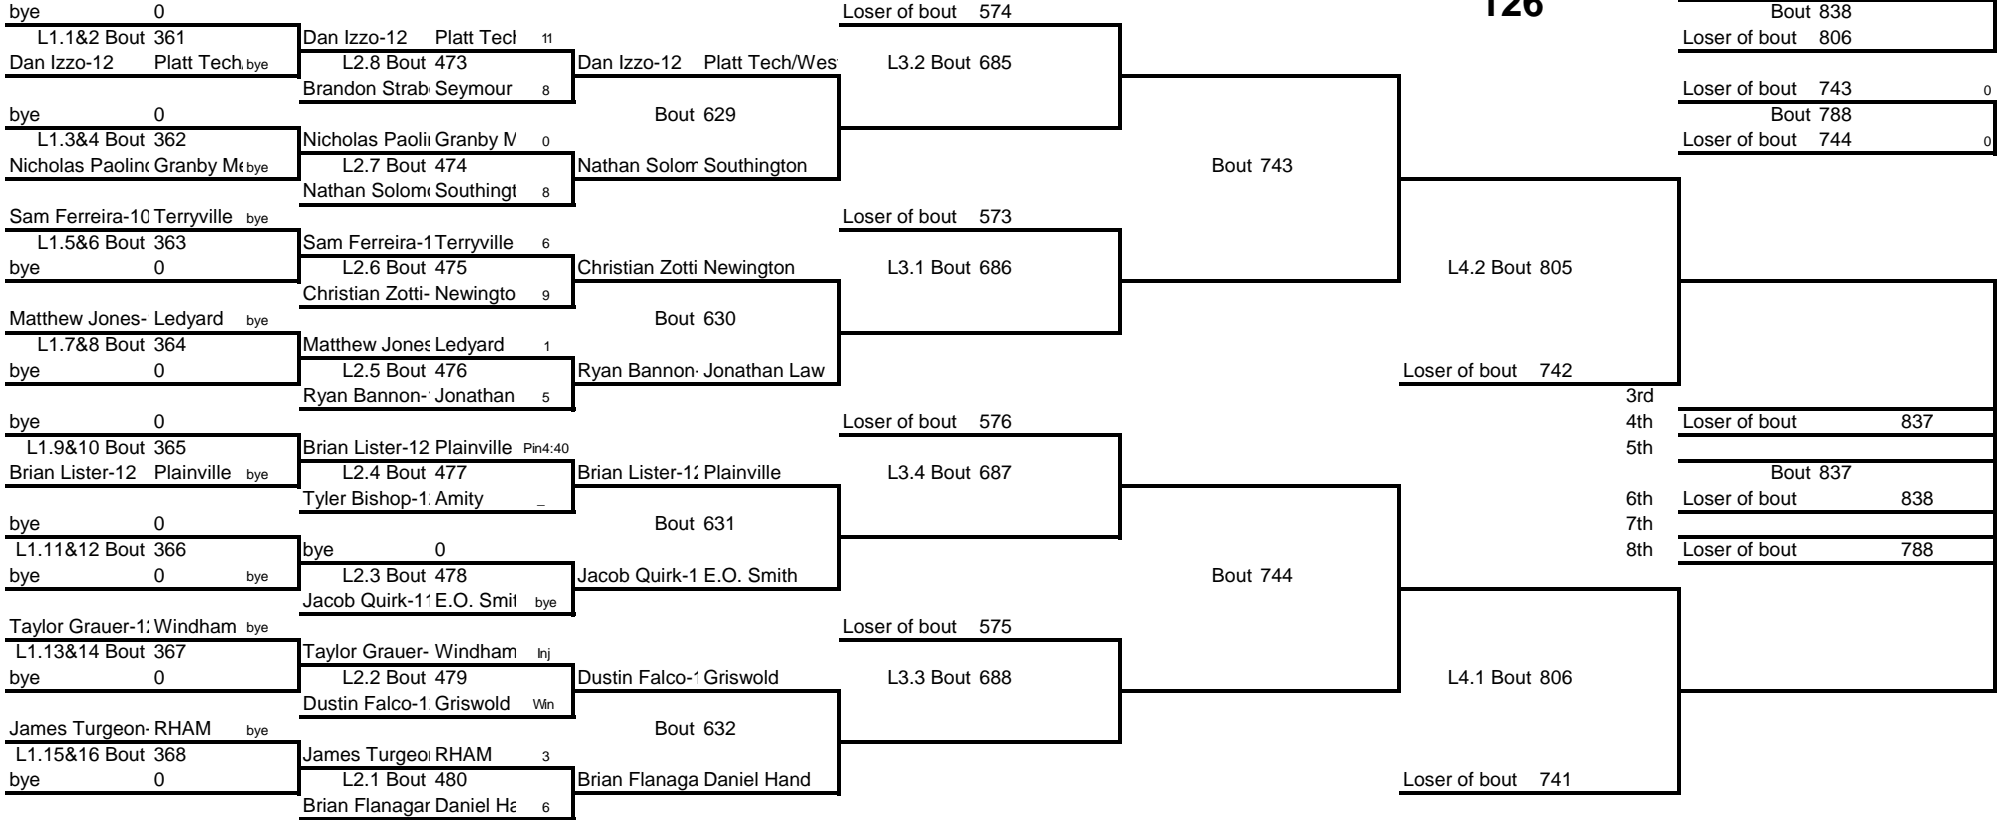 bye 0 Loser of bout 574 126 Bout 838
L1.1&2 Bout 361 Dan Izzo-12 Platt Tech 11 Loser of bout 806
Dan Izzo-12 Platt Tech/ bye L2.8 Bout 473 Dan Izzo-12 Platt Tech/Wes L3.2 Bout 685
Brandon Strab Seymour 8 Loser of bout 743 0
bye 0 Bout 629 Bout 788
L1.3&4 Bout 362 Nicholas Paoli Granby M 0 Loser of bout 744 0
Nicholas Paolino Granby Me bye L2.7 Bout 474 Nathan Solom Southington Bout 743
Nathan Solomo Southingt 8
Sam Ferreira-10 Terryville bye Loser of bout 573
L1.5&6 Bout 363 Sam Ferreira-1 Terryville 6
bye 0 L2.6 Bout 475 Christian Zotti Newington L3.1 Bout 686 L4.2 Bout 805
Christian Zotti- Newingto 9
Matthew Jones- Ledyard bye Bout 630
L1.7&8 Bout 364 Matthew Jones Ledyard 1
bye 0 L2.5 Bout 476 Ryan Bannon- Jonathan Law Loser of bout 742
Ryan Bannon- Jonathan 5 3rd
bye 0 Loser of bout 576 4th Loser of bout 837
L1.9&10 Bout 365 Brian Lister-12 Plainville Pin4:40 5th
Brian Lister-12 Plainville bye L2.4 Bout 477 Brian Lister-12 Plainville L3.4 Bout 687 Bout 837
Tyler Bishop-1 Amity _ 6th Loser of bout 838
bye 0 Bout 631 7th
L1.11&12 Bout 366 bye 0 8th Loser of bout 788
bye 0 bye L2.3 Bout 478 Jacob Quirk-1 E.O. Smith Bout 744
Jacob Quirk-11 E.O. Smit bye
Taylor Grauer-12 Windham bye Loser of bout 575
L1.13&14 Bout 367 Taylor Grauer- Windham Inj
bye 0 L2.2 Bout 479 Dustin Falco-1 Griswold L3.3 Bout 688 L4.1 Bout 806
Dustin Falco-1 Griswold Win
James Turgeon- RHAM bye Bout 632
L1.15&16 Bout 368 James Turgeo RHAM 3
bye 0 L2.1 Bout 480 Brian Flanaga Daniel Hand Loser of bout 741
Brian Flanagan Daniel Ha 6